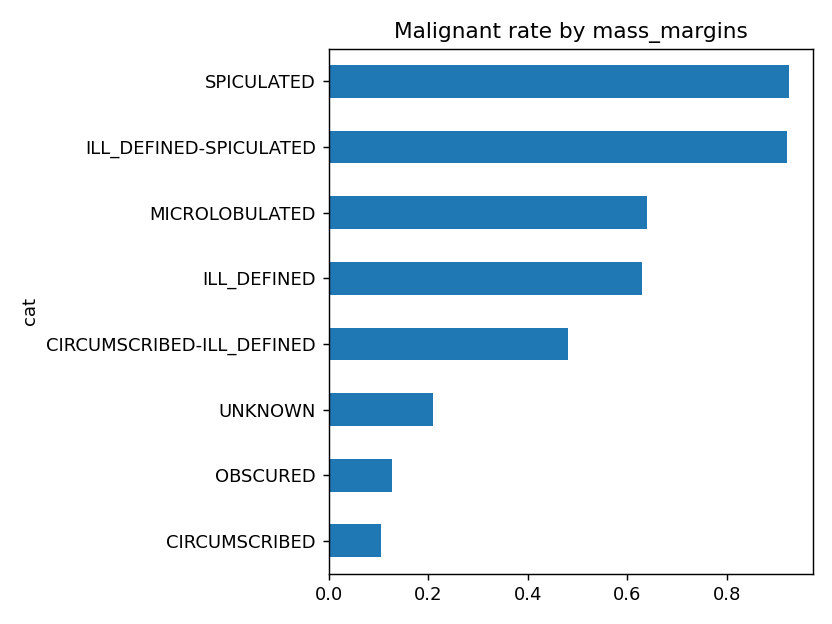 Malignant rate by mass_margins
SPICULATED
ILL_DEFINED-SPICULATED
MICROLOBULATED
ILL_DEFINED
CIRCUMSCRIBED-ILL_DEFINED
UNKNOWN
OBSCURED
CIRCUMSCRIBED
cat
0.0 0.2 0.4 0.6 0.8